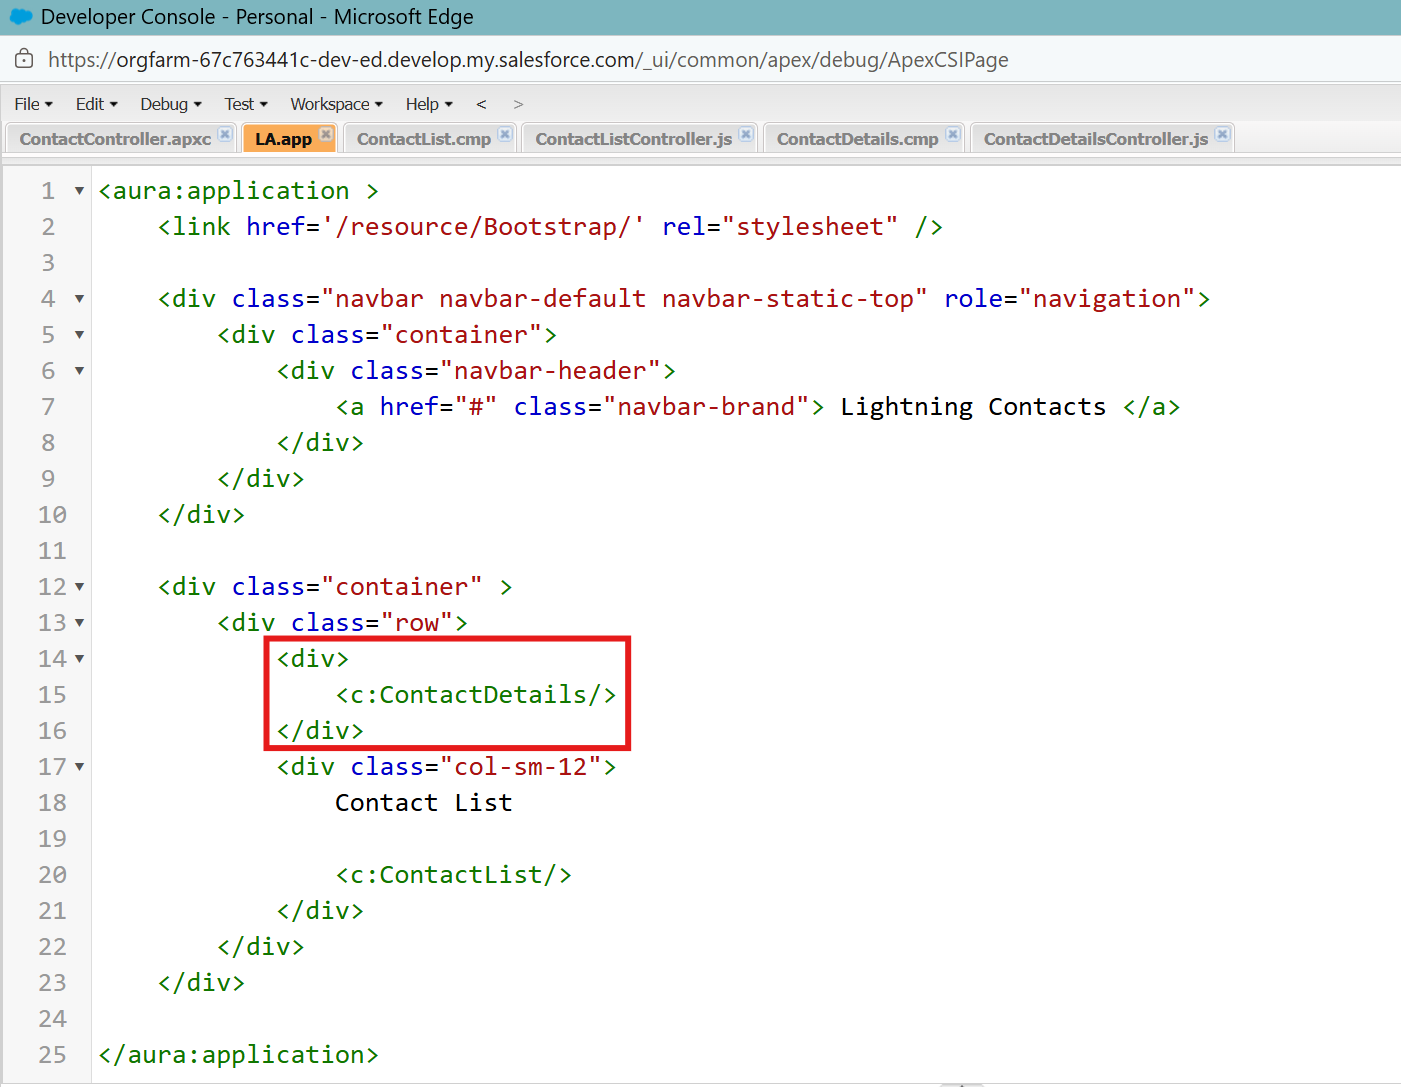 Developer Console - Personal - Microsoft Edge
https://orgfarm-67c763441c-dev-ed.develop.my.salesforce.com/_ui/common/apex/debug/ApexCSIPage
File Edit Debug Test Workspace Help < >
ContactController.apxc LA.app ContactList.cmp ContactListController.js ContactDetails.cmp ContactDetailsController.js
1 <aura:application >
2 <link href='/resource/Bootstrap/' rel="stylesheet" />
3
4 <div class="navbar navbar-default navbar-static-top" role="navigation">
5 <div class="container">
6 <div class="navbar-header">
7 <a href="#" class="navbar-brand"> Lightning Contacts </a>
8 </div>
9 </div>
10 </div>
11
12 <div class="container" >
13 <div class="row">
14 <div>
15 <c:ContactDetails/>
16 </div>
17 <div class="col-sm-12">
18 Contact List
19
20 <c:ContactList/>
21 </div>
22 </div>
23 </div>
24
25 </aura:application>